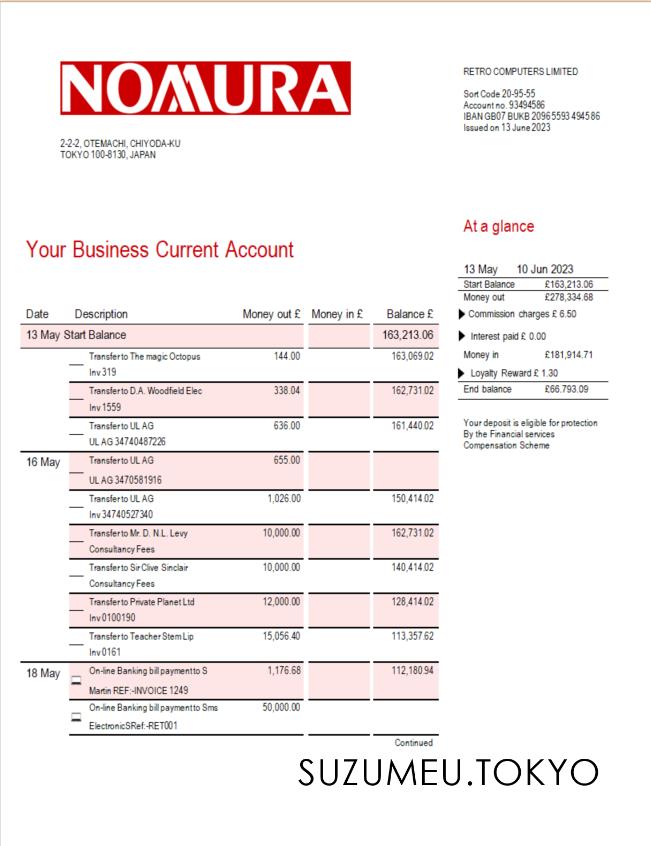 NOMURA
2-2-2, OTEMACHI, CHIYODA-KU
TOKYO 100-8130, JAPAN
RETRO COMPUTERS LIMITED
Sort Code 20-95-55
Account no. 93494586
IBAN GB07 BUKB 2096 5593 4945 86
Issued on 13 June 2023
Your Business Current Account
Date Description Money out £ Money in £ Balance £
13 May Start Balance 163,213.06
Transfer to The magic Octopus 144.00 163,069.02
Inv 319
Transfer to D.A. Woodfield Elec 338.04 162,731.02
Inv 1559
Transfer to UL AG 636.00 161,440.02
UL AG 34740487226
16 May Transfer to UL AG 655.00
UL AG 3470581916
Transfer to UL AG 1,026.00 150,414.02
Inv 34740527340
Transfer to Mr. D. N.L. Levy 10,000.00 162,731.02
Consultancy Fees
Transfer to Sir Clive Sinclair 10,000.00 140,414.02
Consultancy Fees
Transfer to Private Planet Ltd 12,000.00 128,414.02
Inv 0100190
Transfer to Teacher Stem Lip 15,056.40 113,357.62
Inv 0161
18 May On-line Banking bill payment to S 1,176.68 112,180.94
Martin REF:-INVOICE 1249
On-line Banking bill payment to Sms 50,000.00
ElectronicSRef:-RET001
Continued
At a glance
13 May 10 Jun 2023
Start Balance £163,213.06
Money out £278,334.68
Commission charges £ 6.50
Interest paid £ 0.00
Money in £181,914.71
Loyalty Reward £ 1.30
End balance £66.793.09
Your deposit is eligible for protection
By the Financial services
Compensation Scheme
SUZUMEU.TOKYO